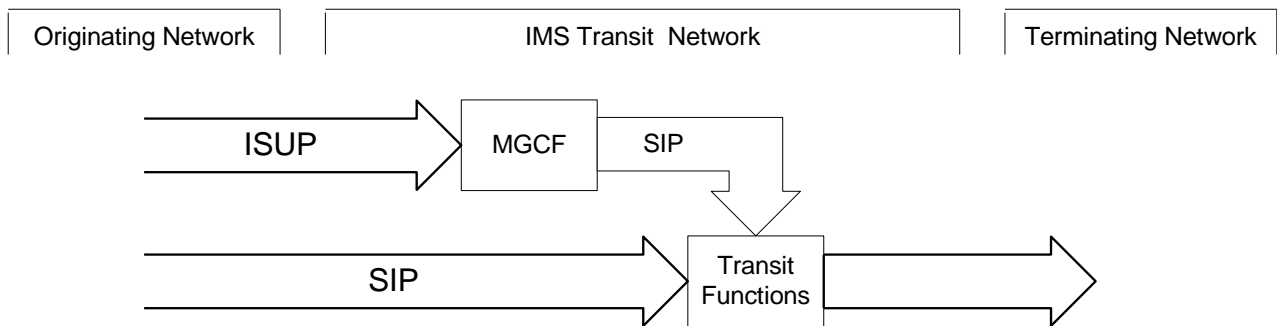 Originating Network
IMS Transit Network
Terminating Network
ISUP
MGCF
SIP
SIP
Transit
Functions